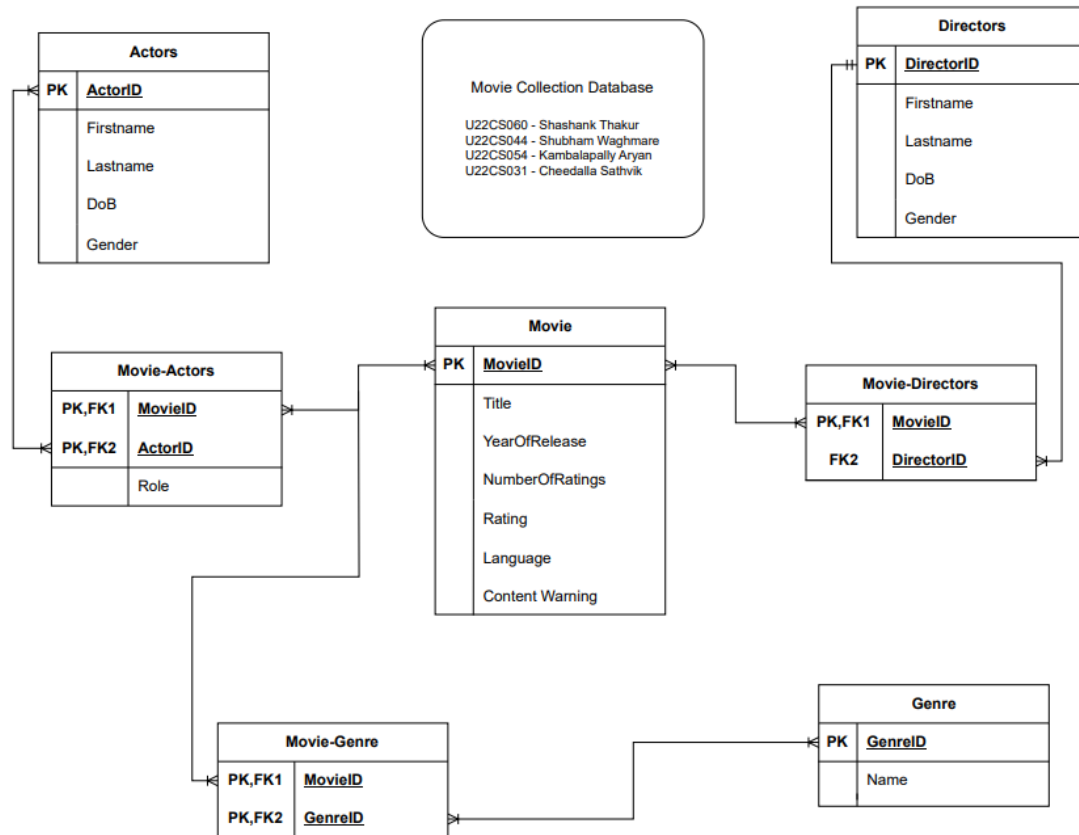 Actors
PK ActorID
Firstname
Lastname
DoB
Gender
Movie Collection Database
U22CS060 - Shashank Thakur
U22CS044 - Shubham Waghmare
U22CS054 - Kambalapally Aryan
U22CS031 - Cheedalla Sathvik
Directors
PK DirectorID
Firstname
Lastname
DoB
Gender
Movie-Actors
PK,FK1 MovieID
PK,FK2 ActorID
Role
Movie
PK MovieID
Title
YearOfRelease
NumberOfRatings
Rating
Language
Content Warning
Movie-Directors
PK,FK1 MovieID
FK2 DirectorID
Movie-Genre
PK,FK1 MovieID
PK,FK2 GenreID
Genre
PK GenreID
Name